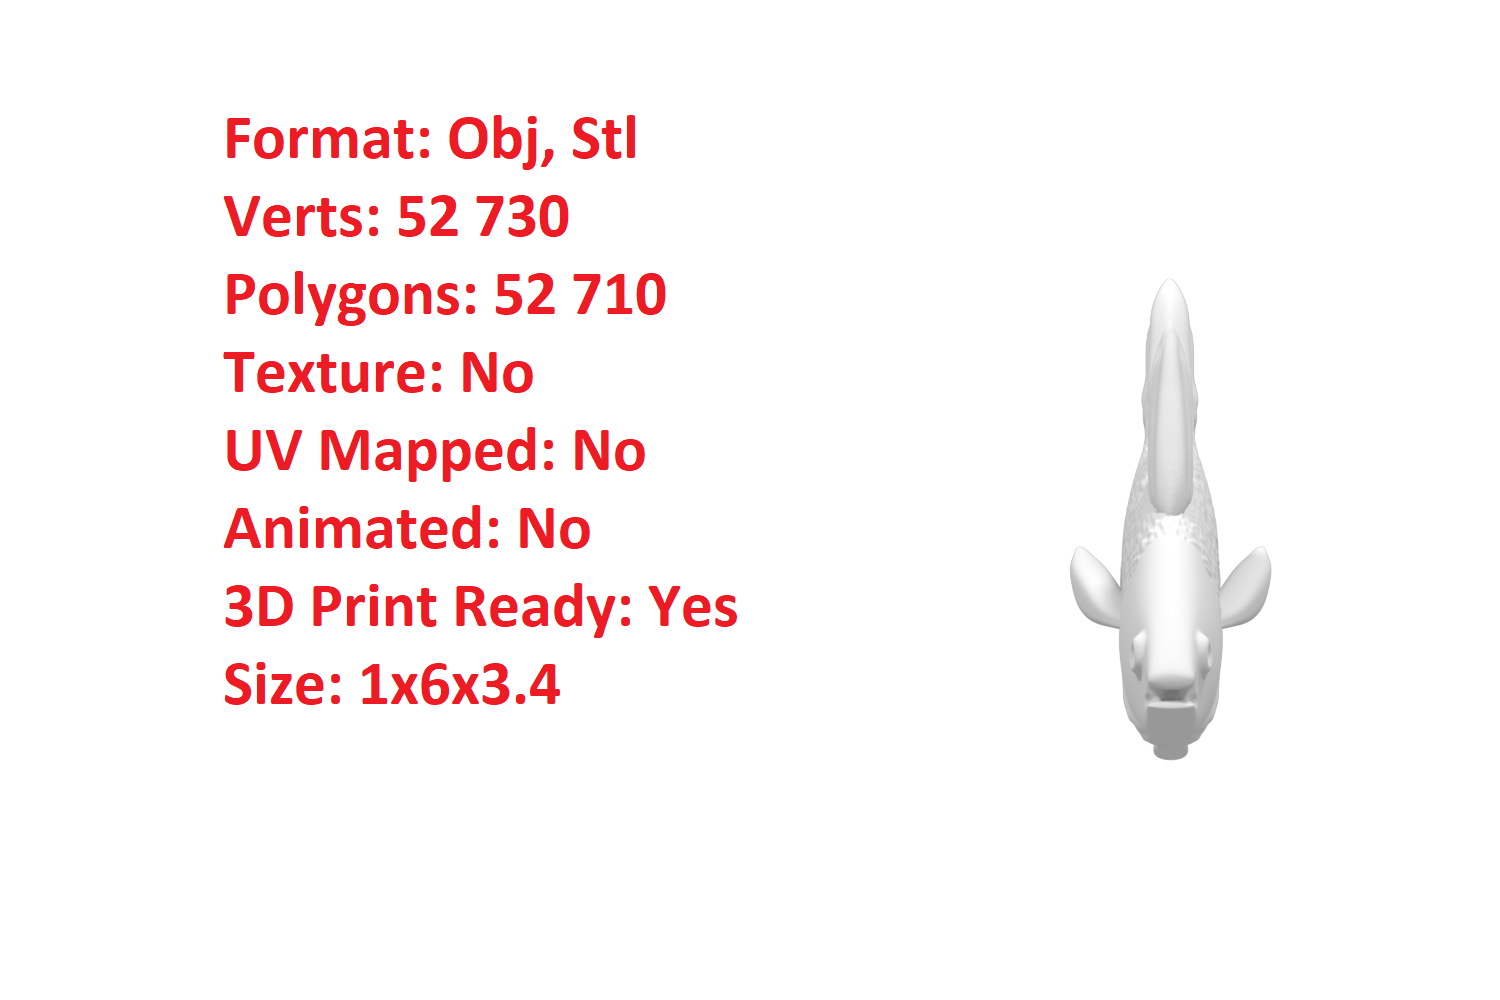 Format: Obj, Stl
Verts: 52 730
Polygons: 52 710
Texture: No
UV Mapped: No
Animated: No
3D Print Ready: Yes
Size: 1x6x3.4